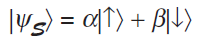 |ψ_S⟩ = α|↑⟩ + β|↓⟩